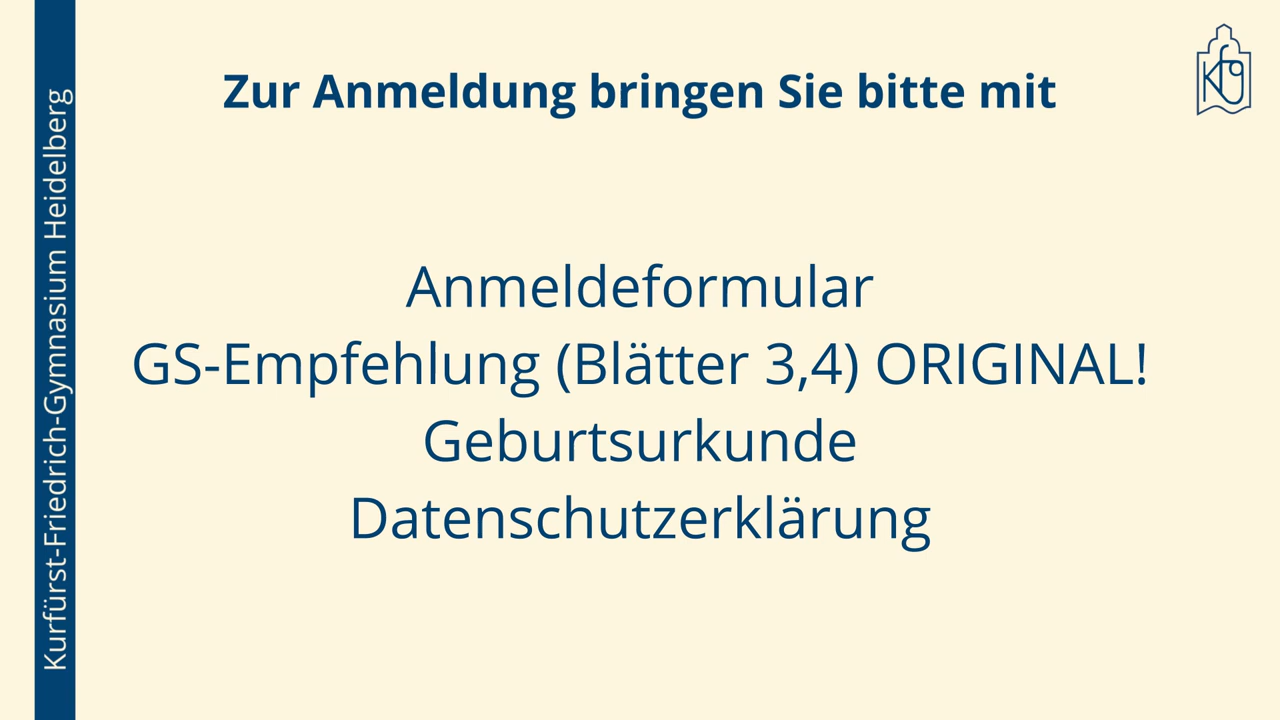 Zur Anmeldung bringen Sie bitte mit
Kfg
Anmeldeformular
GS-Empfehlung (Blätter 3,4) ORIGINAL!
Geburtsurkunde
Datenschutzerklärung
Kurfürst-Friedrich-Gymnasium Heidelberg